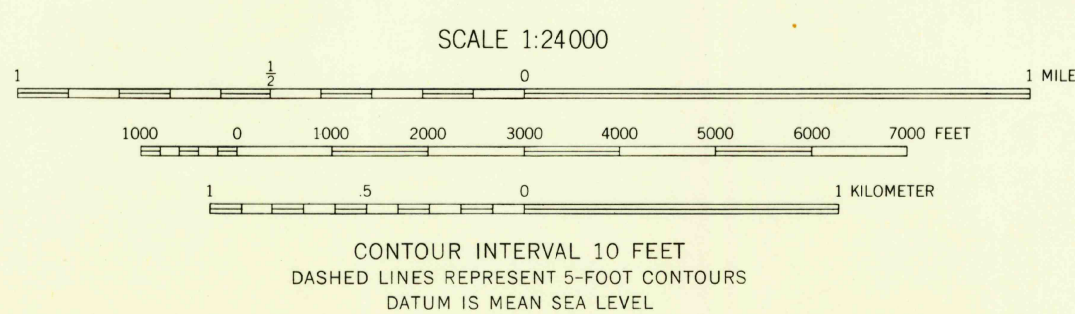 SCALE 1:24000
1 1/2 0 1 MILE
1000 0 1000 2000 3000 4000 5000 6000 7000 FEET
1 .5 0 1 KILOMETER
CONTOUR INTERVAL 10 FEET
DASHED LINES REPRESENT 5-FOOT CONTOURS
DATUM IS MEAN SEA LEVEL